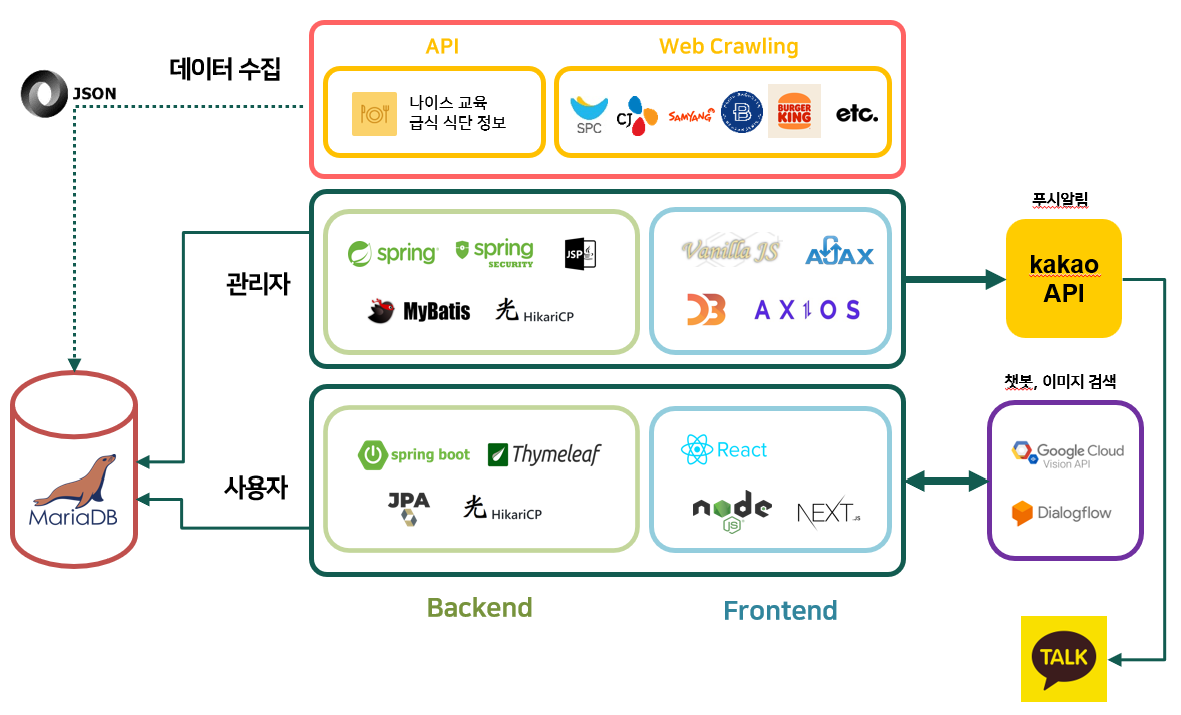 API
Web Crawling
데이터 수집
JSON
나이스 교육
급식 식단 정보
SPC
CJ
SAMYANG
B
BURGER
KING
etc.
관리자
spring
spring
SECURITY
JSP
MyBatis
光 HikariCP
Vanilla JS
AJAX
D3
AXIOS
푸시알림
kakao
API
사용자
spring boot
Thymeleaf
JPA
光 HikariCP
React
node
JS
NEXT.JS
챗봇, 이미지 검색
Google Cloud
Vision API
Dialogflow
MariaDB
Backend
Frontend
TALK